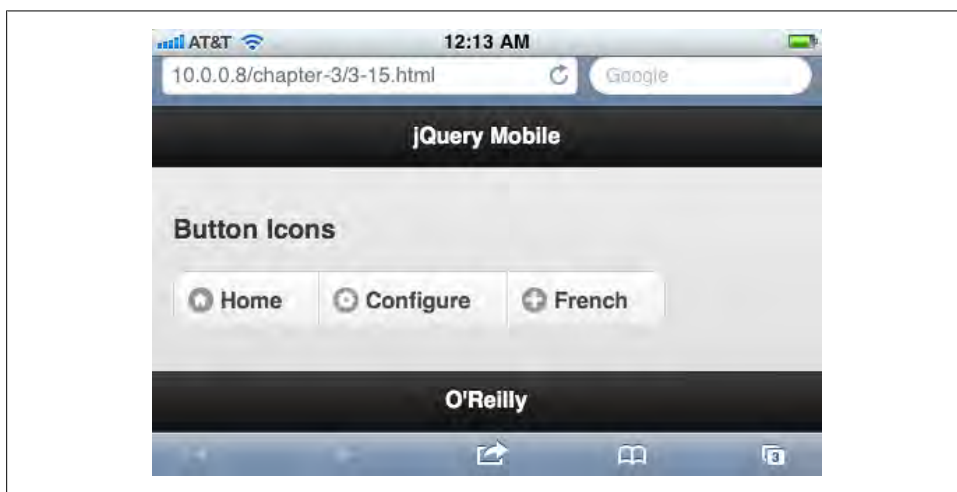 AT&T 12:13 AM
10.0.0.8/chapter-3/3-15.html Google
jQuery Mobile
Button Icons
Home Configure French
O'Reilly
3